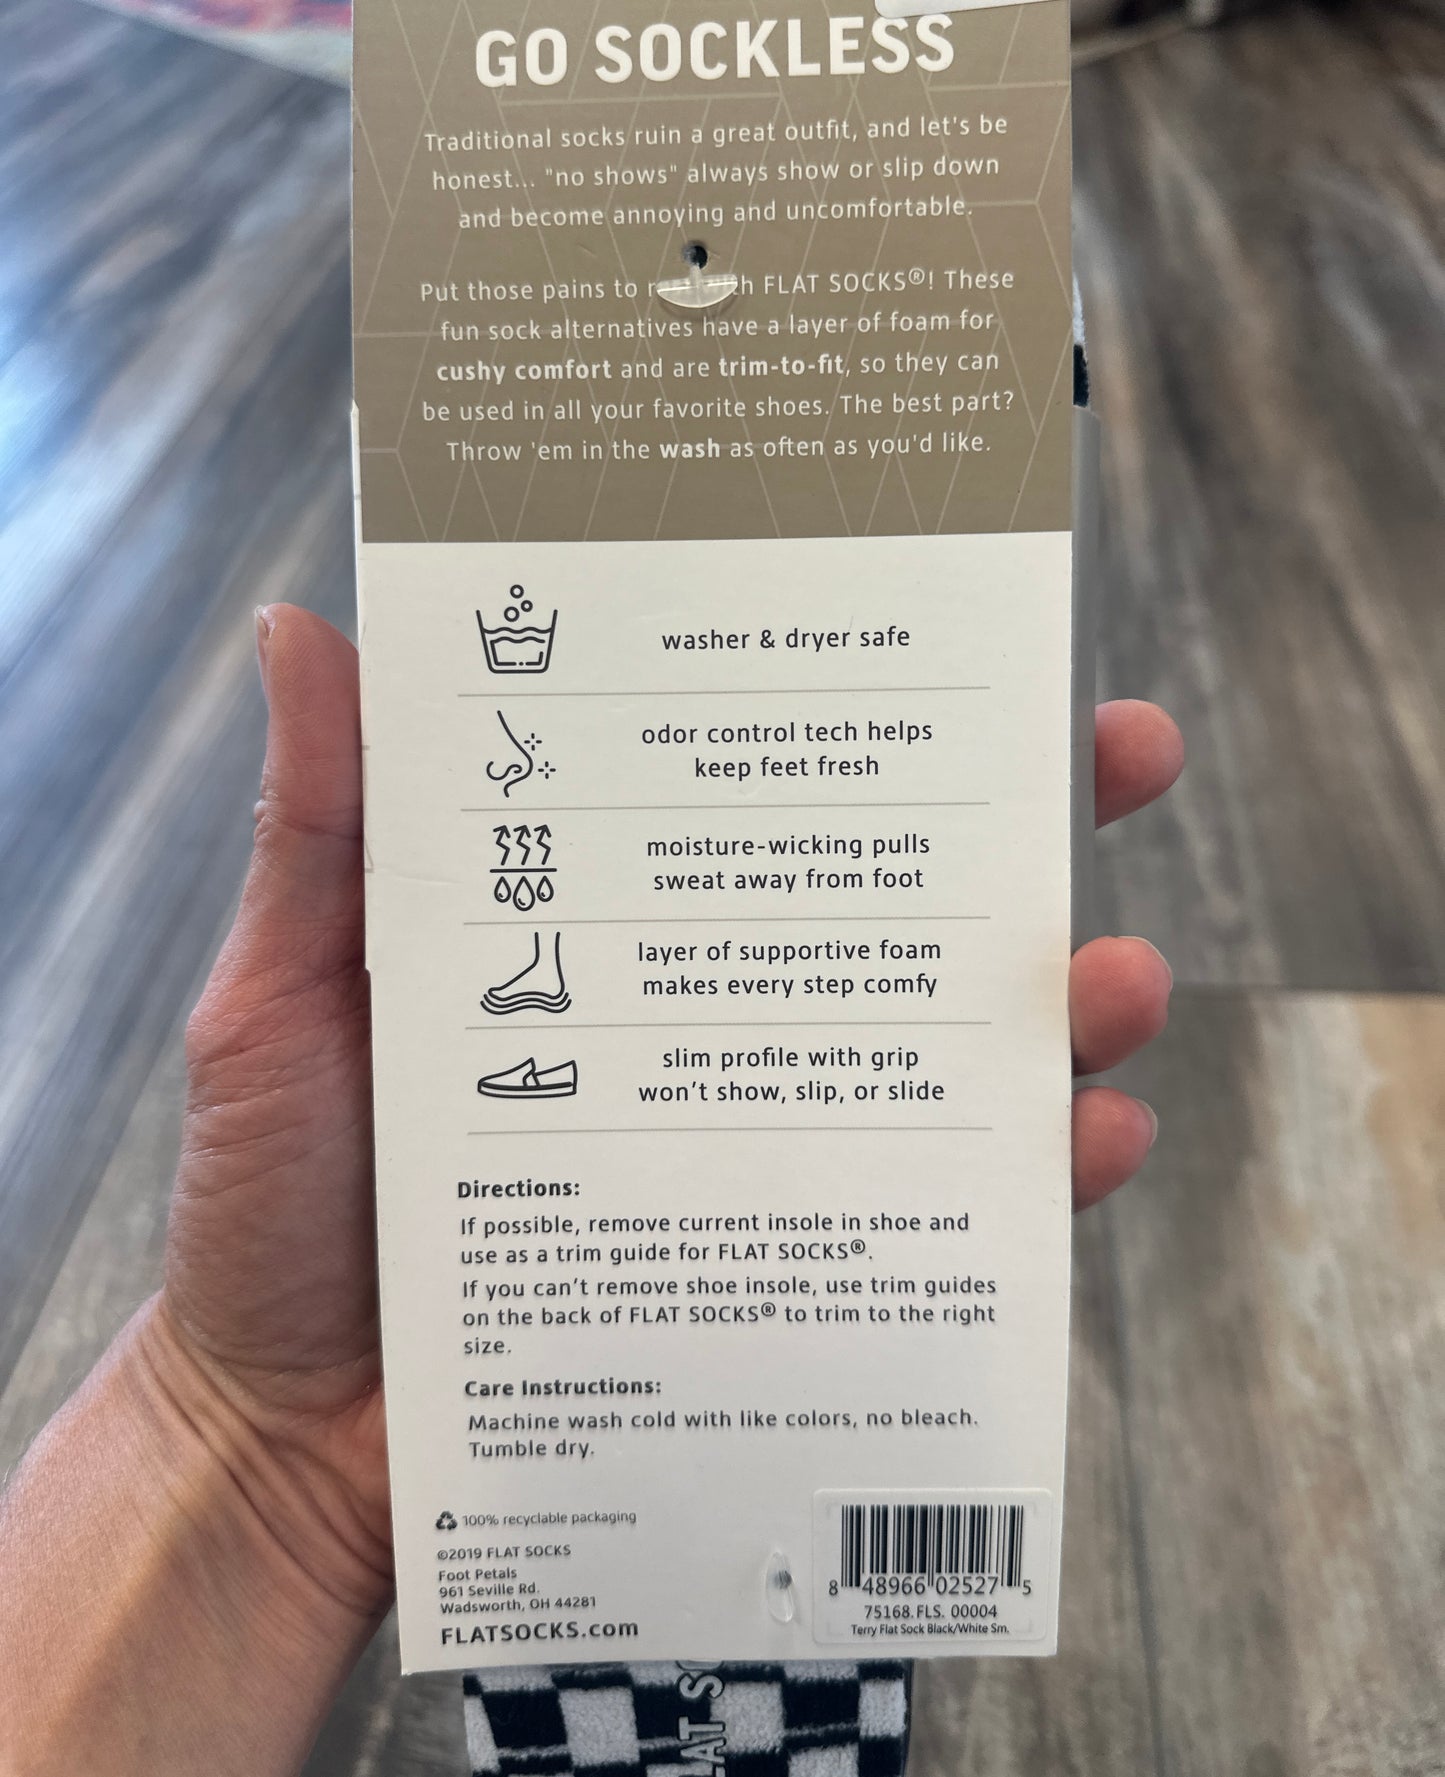 GO SOCKLESS
Traditional socks ruin a great outfit, and let's be
honest... "no shows" always show or slip down
and become annoying and uncomfortable.
Put those pains to FLAT SOCKS®! These
fun sock alternatives have a layer of foam for
cushy comfort and are trim-to-fit, so they can
be used in all your favorite shoes. The best part?
Throw 'em in the wash as often as you'd like.
washer & dryer safe
odor control tech helps
keep feet fresh
moisture-wicking pulls
sweat away from foot
layer of supportive foam
makes every step comfy
slim profile with grip
won't show, slip, or slide
Directions:
If possible, remove current insole in shoe and
use as a trim guide for FLAT SOCKS®.
If you can't remove shoe insole, use trim guides
on the back of FLAT SOCKS® to trim to the right
size.
Care Instructions:
Machine wash cold with like colors, no bleach.
Tumble dry.
100% recyclable packaging
©2019 FLAT SOCKS
Foot Petals
961 Seville Rd.
Wadsworth, OH 44281
FLATSOCKS.com
8 48966 02527 5
75168.FLS. 00004
Terry Flat Sock Black/White Sm.